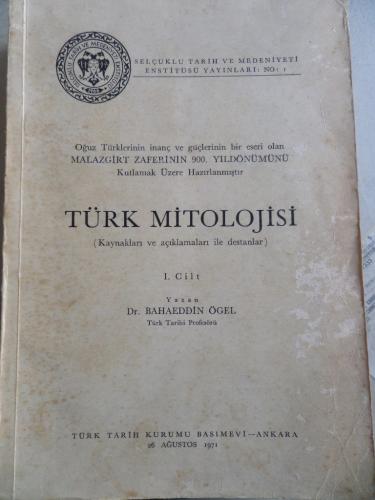 SELÇUKLU TARİH VE MEDENİYETİ
ENSTİTÜSÜ YAYINLARI: NO: 1
Oğuz Türklerinin inanç ve güçlerinin bir eseri olan
MALAZGİRT ZAFERİNİN 900. YILDÖNÜMÜNÜ
Kutlamak Üzere Hazırlanmıştır
TÜRK MİTOLOJİSİ
(Kaynakları ve açıklamaları ile destanlar)
I. Cilt
Yazan
Dr. BAHAEDDİN ÖGEL
Türk Tarihi Profesörü
TÜRK TARİH KURUMU BASIMEVİ—ANKARA
26 AĞUSTOS 1971